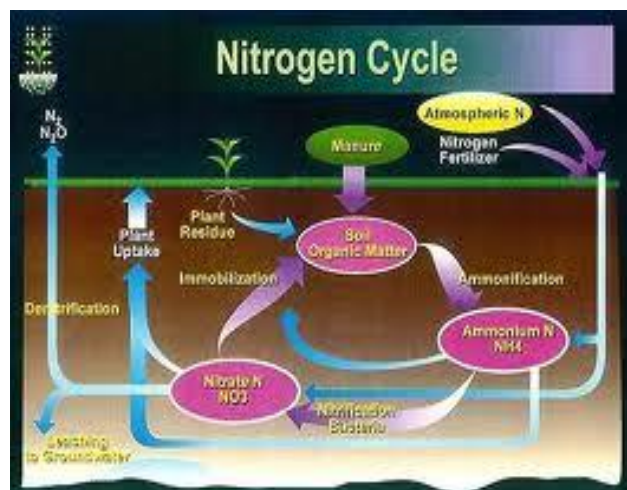 Nitrogen Cycle
N2
N2O
Atmospheric N
Nitrogen
Fertilizer
Manure
Plant
Residue
Soil
Organic Matter
Plant
Uptake
Immobilization
Ammonification
Denitrification
Ammonium N
NH4
Nitrate N
NO3
Nitrification
Bacteria
Leaching
to Groundwater